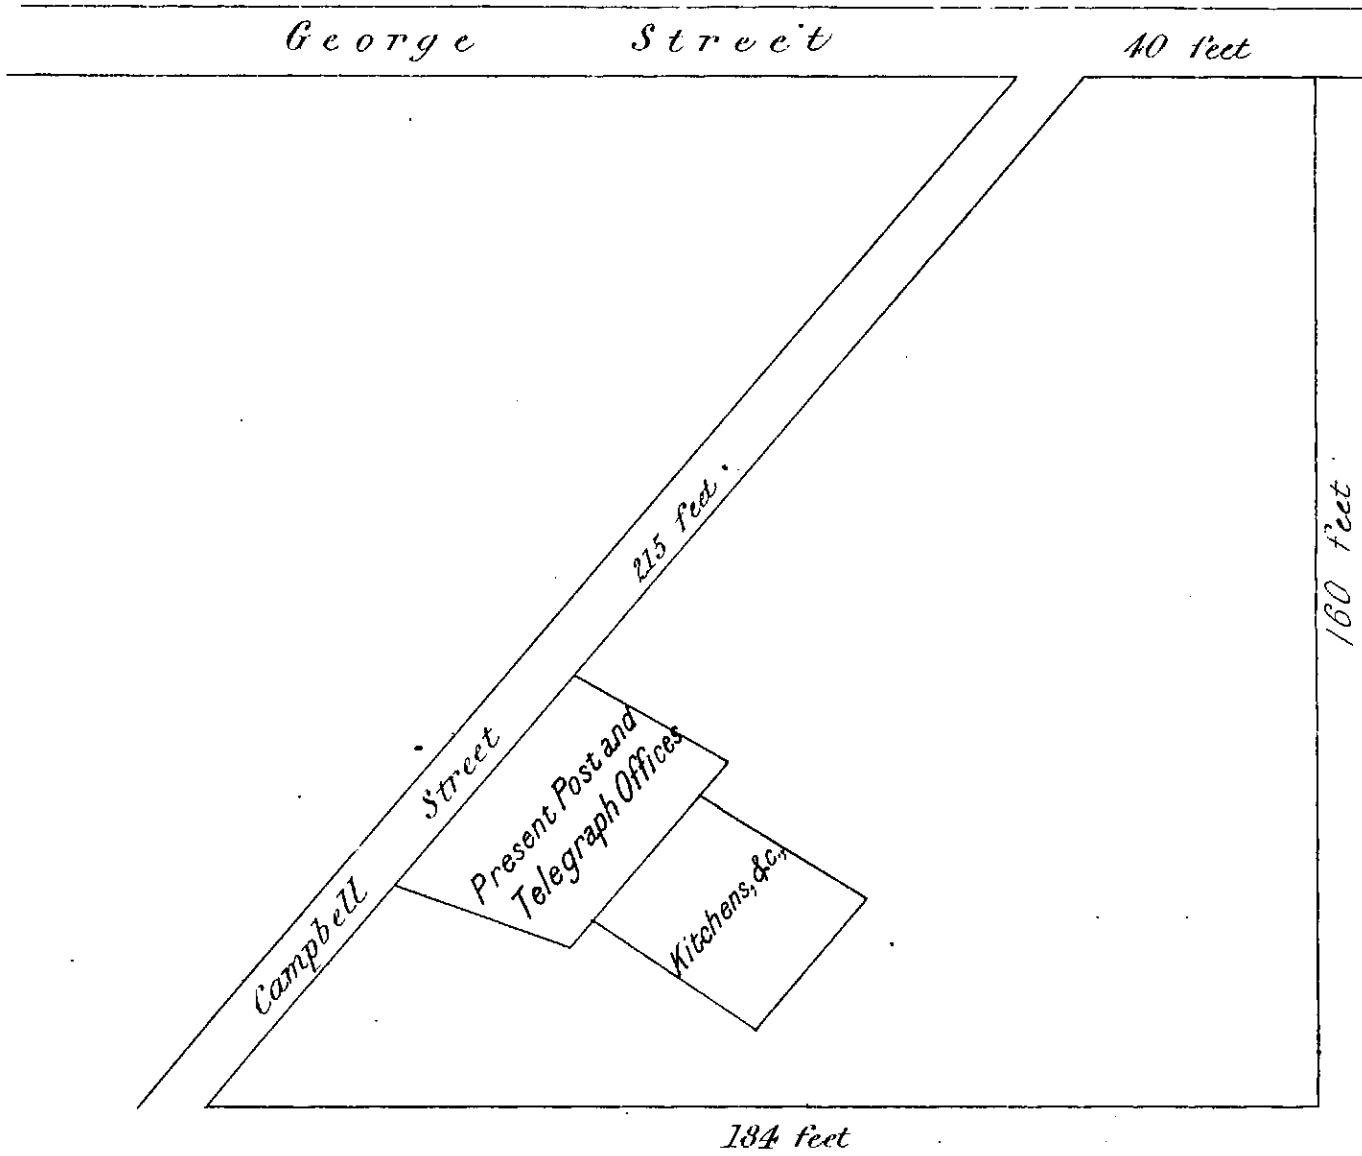 George Street 40 feet
215 feet
160 feet
Campbell Street
Present Post and
Telegraph Offices
Kitchens, &c.,
184 feet